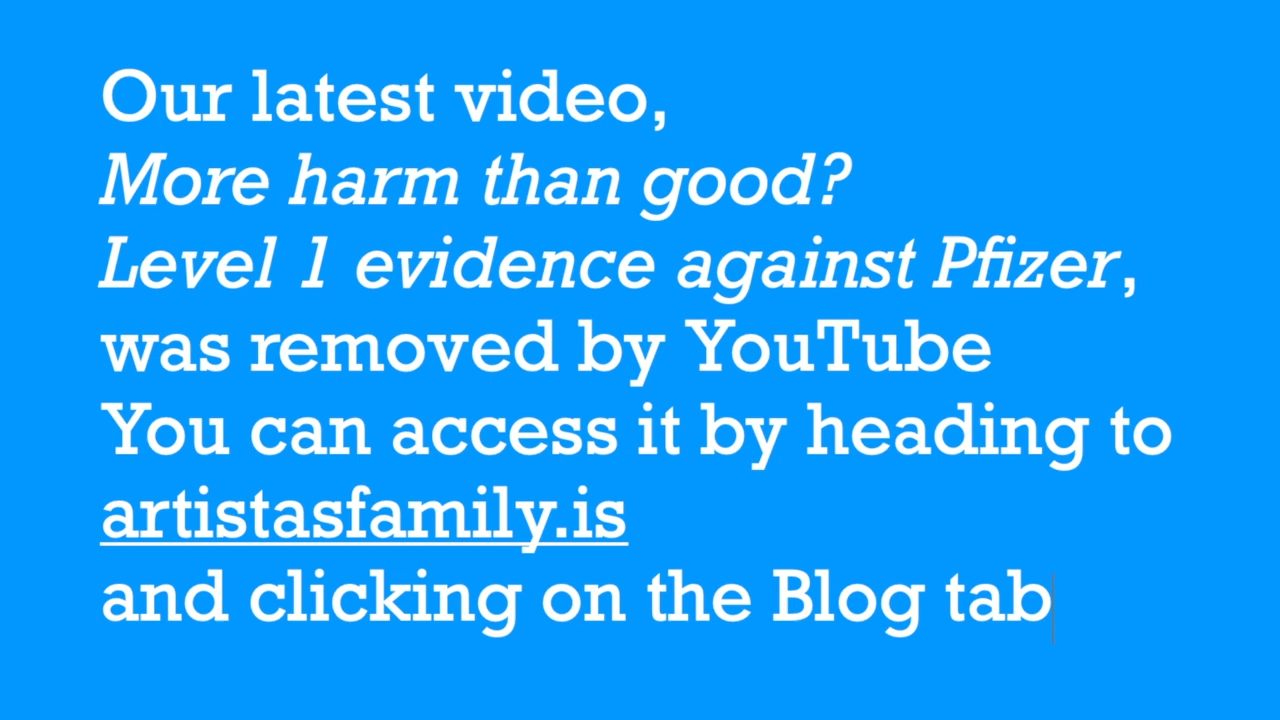 Our latest video,
More harm than good?
Level 1 evidence against Pfizer,
was removed by YouTube
You can access it by heading to
artistasfamily.is
and clicking on the Blog tab